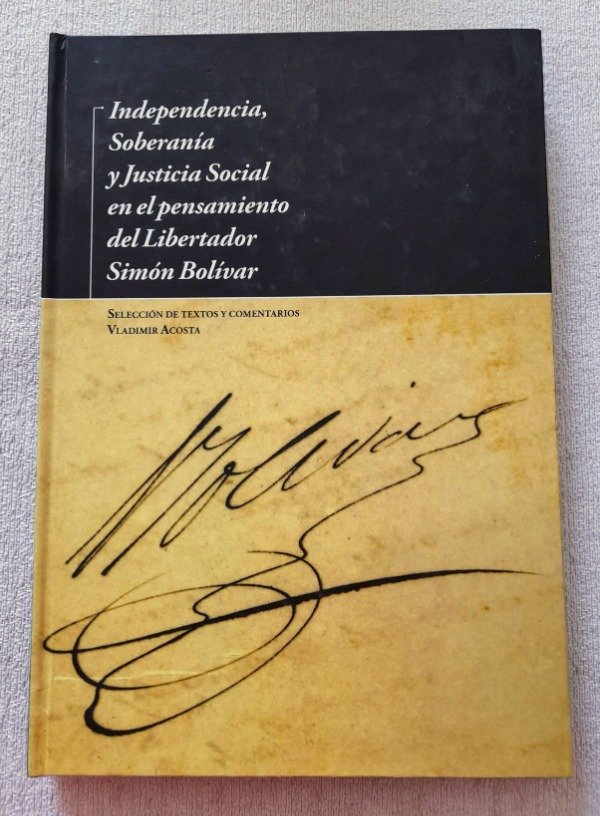 Independencia,
Soberanía
y Justicia Social
en el pensamiento
del Libertador
Simón Bolívar
Selección de textos y comentarios
Vladimir Acosta
Bolívar